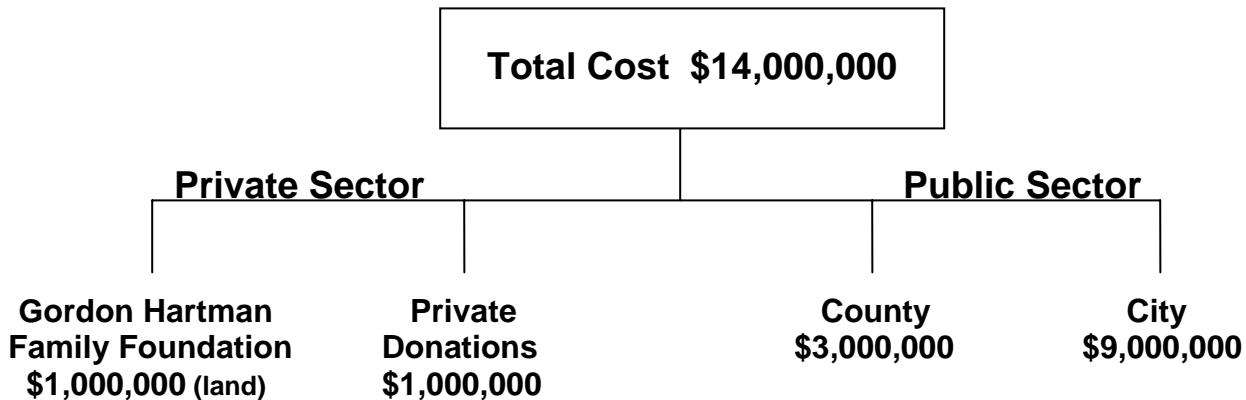 Total Cost $14,000,000
Private Sector
Public Sector
Gordon Hartman
Family Foundation
$1,000,000 (land)
Private
Donations
$1,000,000
County
$3,000,000
City
$9,000,000